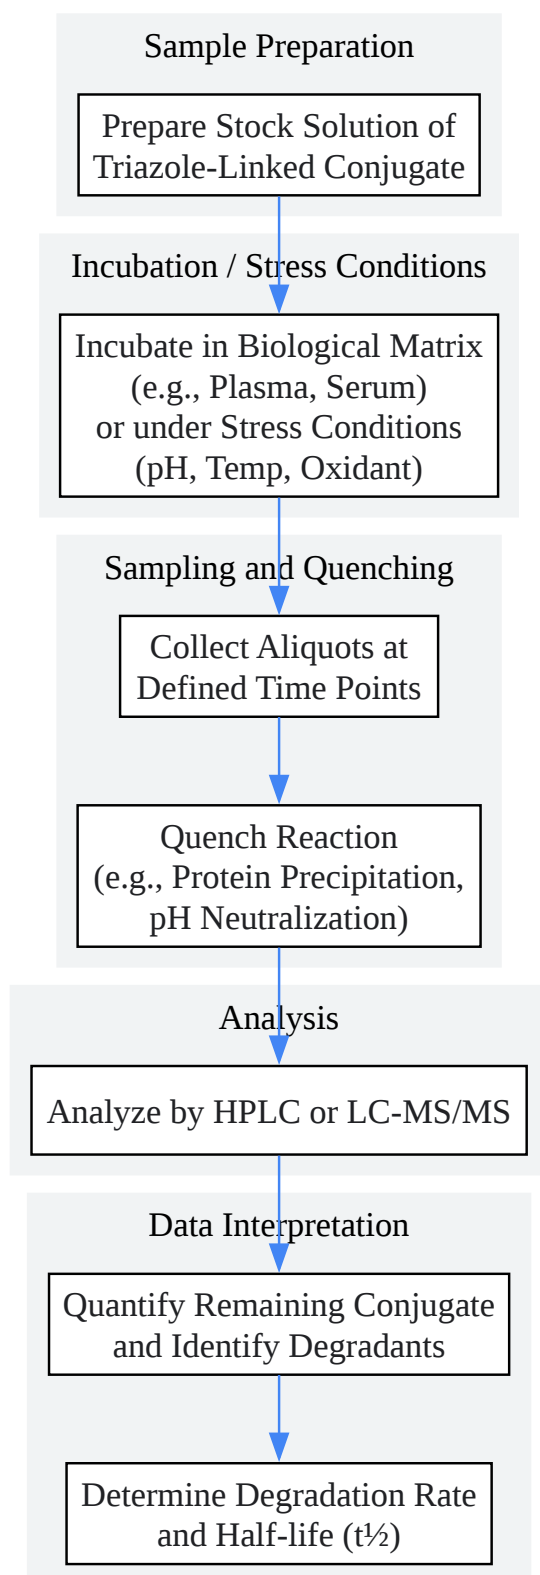 Sample Preparation
Prepare Stock Solution of
Triazole-Linked Conjugate
Incubation / Stress Conditions
Incubate in Biological Matrix
(e.g., Plasma, Serum)
or under Stress Conditions
(pH, Temp, Oxidant)
Sampling and Quenching
Collect Aliquots at
Defined Time Points
Quench Reaction
(e.g., Protein Precipitation,
pH Neutralization)
Analysis
Analyze by HPLC or LC-MS/MS
Data Interpretation
Quantify Remaining Conjugate
and Identify Degradants
Determine Degradation Rate
and Half-life (t½)